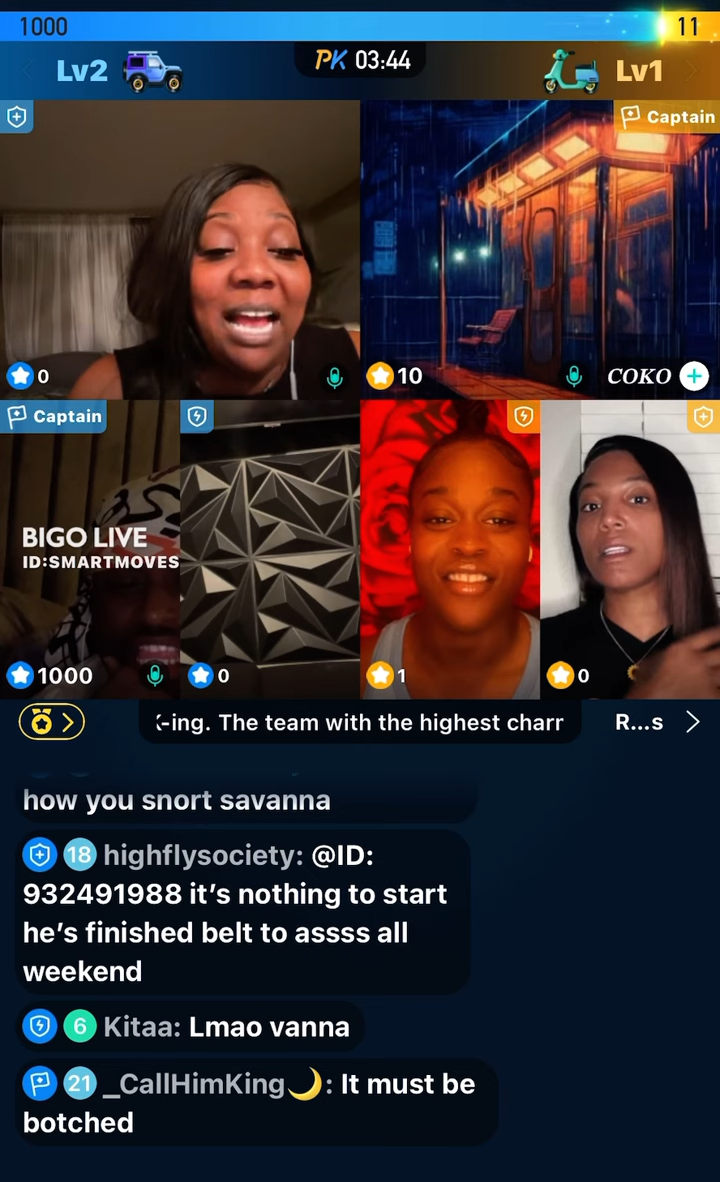 1000
11
Lv2
PK 03:44
Lv1
Captain
0
10
COKO
Captain
BIGO LIVE
ID:SMARTMOVES
1000
0
1
0
-ing. The team with the highest charr
R...s
how you snort savanna
18 highflysociety: @ID:
932491988 it’s nothing to start
he’s finished belt to assss all
weekend
6 Kitaa: Lmao vanna
21 _CallHimKing🌙: It must be
botched